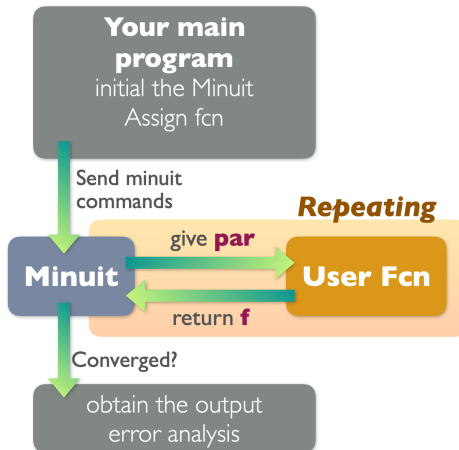 Your main
program
initial the Minuit
Assign fcn
Send minuit
commands
Repeating
give par
Minuit
User Fcn
return f
Converged?
obtain the output
error analysis